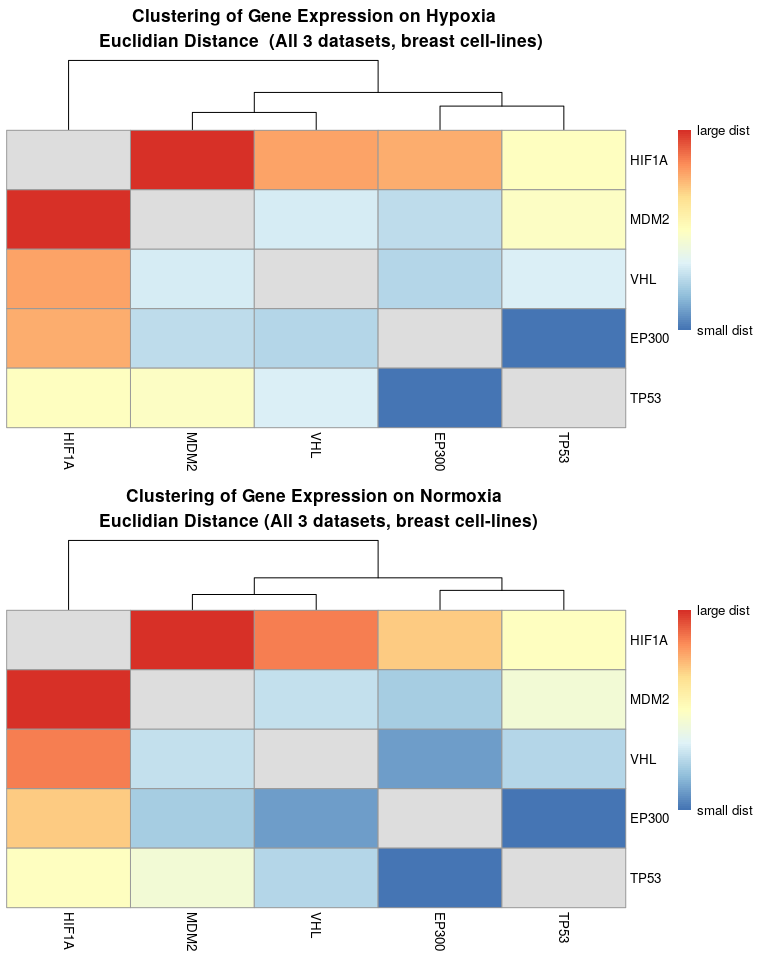 Clustering of Gene Expression on Hypoxia
Euclidian Distance  (All 3 datasets, breast cell-lines)
large dist
HIF1A
MDM2
VHL
small dist
EP300
TP53
HIF1A
MDM2
VHL
EP300
TP53
Clustering of Gene Expression on Normoxia
Euclidian Distance (All 3 datasets, breast cell-lines)
large dist
HIF1A
MDM2
VHL
small dist
EP300
TP53
HIF1A
MDM2
VHL
EP300
TP53